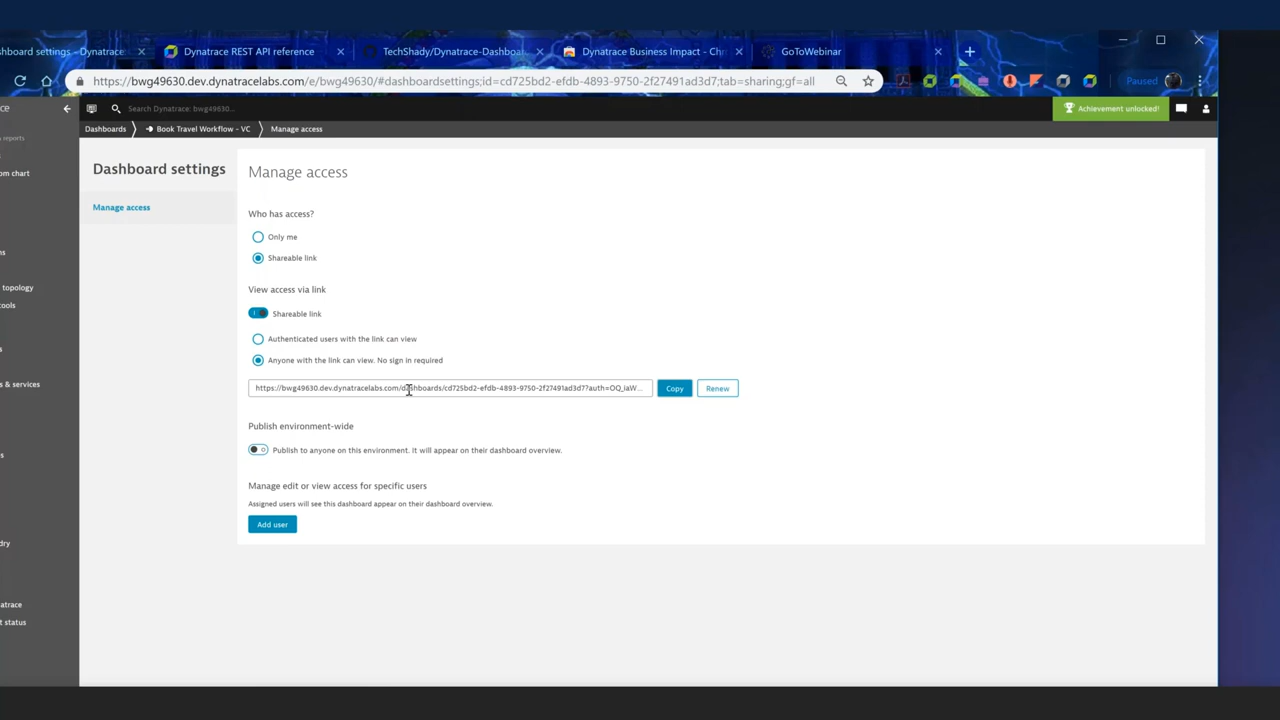 shboard settings - Dynatrace
Dynatrace REST API reference
TechShady/Dynatrace-Dashboa
Dynatrace Business Impact - Chr
GoToWebinar
https://bwg49630.dev.dynatracelabs.com/e/bwg49630/#dashboardsettings;id=cd725bd2-efdb-4893-9750-2f27491ad3d7;tab=sharing;gf=all
Paused
ce
Search Dynatrace: bwg49630...
Achievement unlocked!
Dashboards
Book Travel Workflow - VC
Manage access
reports
om chart
ns
topology
ools
s
s & services
s
dry
atrace
t status
Dashboard settings
Manage access
Manage access
Who has access?
Only me
Shareable link
View access via link
Shareable link
Authenticated users with the link can view
Anyone with the link can view. No sign in required
https://bwg49630.dev.dynatracelabs.com/dashboards/cd725bd2-efdb-4893-9750-2f27491ad3d7?auth=OQ_iaW...
Copy
Renew
Publish environment-wide
Publish to anyone on this environment. It will appear on their dashboard overview.
Manage edit or view access for specific users
Assigned users will see this dashboard appear on their dashboard overview.
Add user